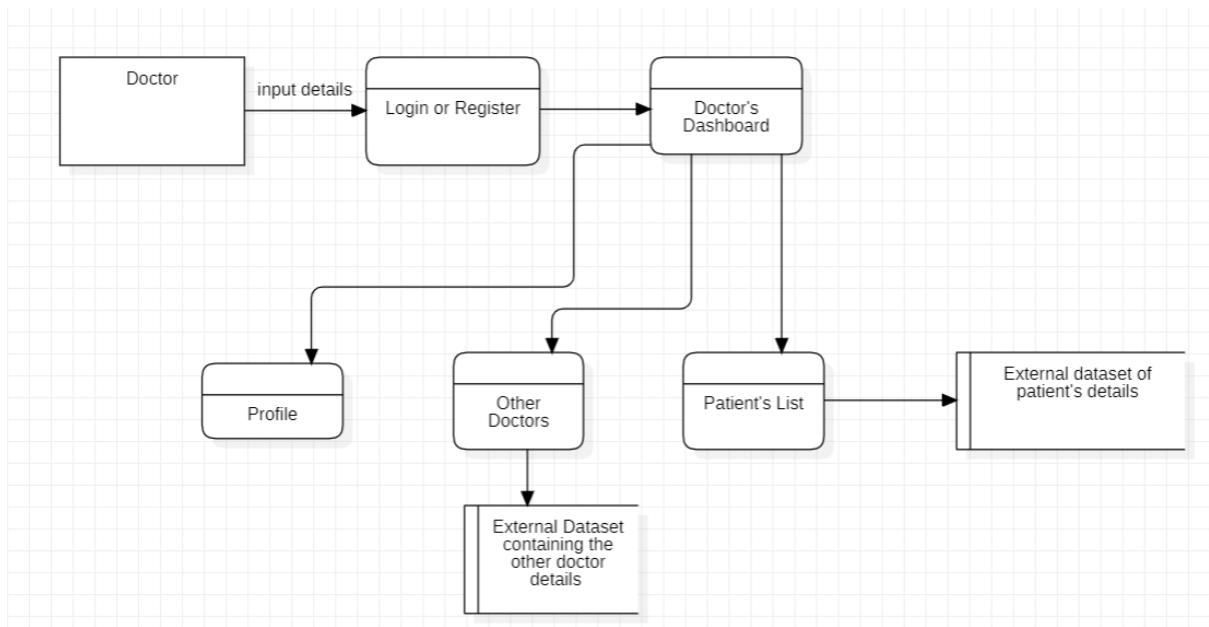 Doctor
input details
Login or Register
Doctor's
Dashboard
Profile
Other
Doctors
Patient's List
External dataset of
patient's details
External Dataset
containing the
other doctor
details